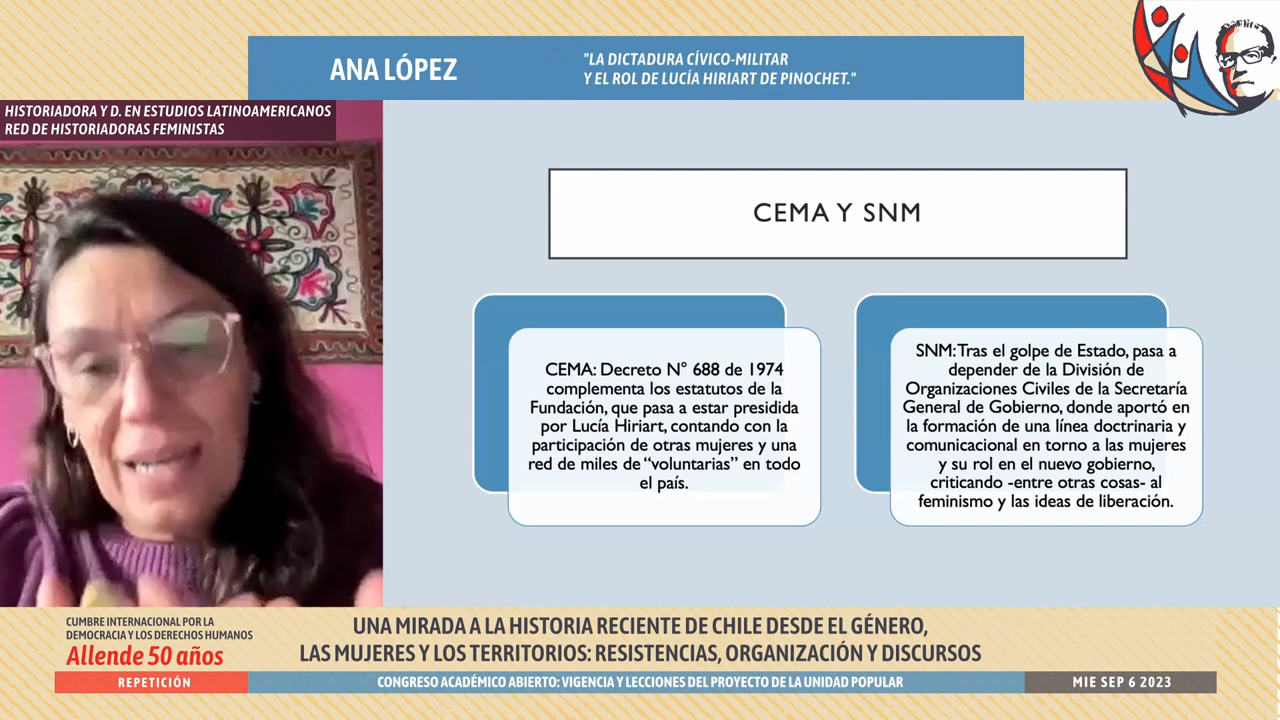 ANA LÓPEZ
"LA DICTADURA CÍVICO-MILITAR
Y EL ROL DE LUCÍA HIRIART DE PINOCHET."
HISTORIADORA Y D. EN ESTUDIOS LATINOAMERICANOS
RED DE HISTORIADORAS FEMINISTAS
CEMA Y SNM
CEMA: Decreto N° 688 de 1974
complementa los estatutos de la
Fundación, que pasa a estar presidida
por Lucía Hiriart, contando con la
participación de otras mujeres y una
red de miles de “voluntarias” en todo
el país.
SNM: Tras el golpe de Estado, pasa a
depender de la División de
Organizaciones Civiles de la Secretaría
General de Gobierno, donde aportó en
la formación de una línea doctrinaria y
comunicacional en torno a las mujeres
y su rol en el nuevo gobierno,
criticando -entre otras cosas- al
feminismo y las ideas de liberación.
CUMBRE INTERNACIONAL POR LA
DEMOCRACIA Y LOS DERECHOS HUMANOS
Allende 50 años
UNA MIRADA A LA HISTORIA RECIENTE DE CHILE DESDE EL GÉNERO,
LAS MUJERES Y LOS TERRITORIOS: RESISTENCIAS, ORGANIZACIÓN Y DISCURSOS
REPETICIÓN
CONGRESO ACADÉMICO ABIERTO: VIGENCIA Y LECCIONES DEL PROYECTO DE LA UNIDAD POPULAR
MIE SEP 6 2023